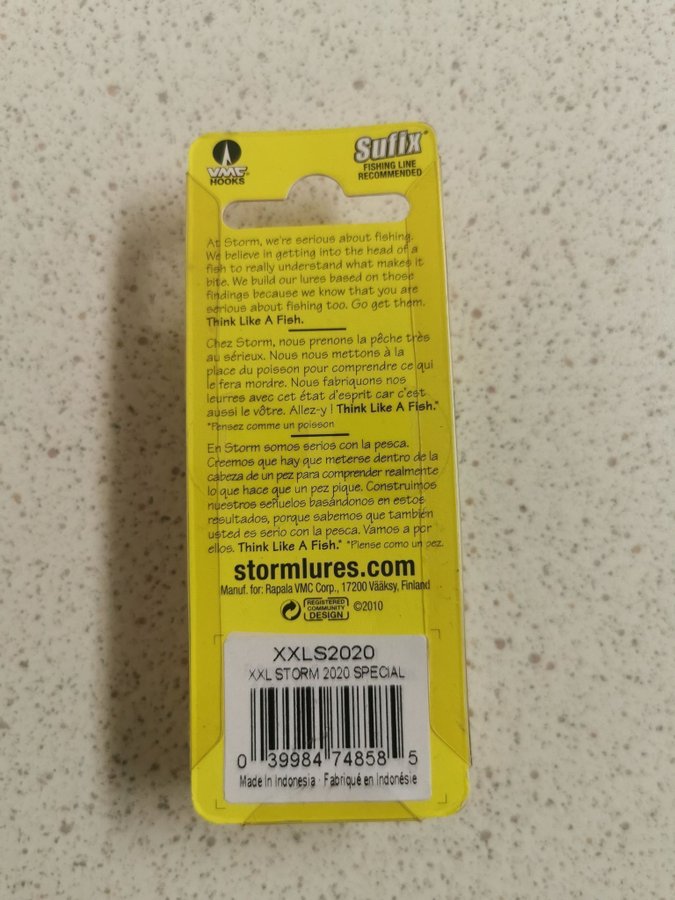 VMC
HOOKS
Sufix®
FISHING LINE
RECOMMENDED
At Storm, we're serious about fishing.
We believe in getting into the head of a
fish to really understand what makes it
bite. We build our lures based on those
findings because we know that you are
serious about fishing too. Go get them.
Think Like A Fish.
Chez Storm, nous prenons la pêche très
au sérieux. Nous nous mettons à la
place du poisson pour comprendre ce qui
le fera mordre. Nous fabriquons nos
leurres avec cet état d'esprit car c'est
aussi le vôtre. Allez-y ! Think Like A Fish.*
*Pensez comme un poisson
En Storm somos serios con la pesca.
Creemos que hay que meterse dentro de la
cabeza de un pez para comprender realmente
lo que hace que un pez pique. Construimos
nuestros señuelos basándonos en estos
resultados, porque sabemos que también
usted es serio con la pesca. Vamos a por
ellos. Think Like A Fish.* *Piense como un pez.
stormlures.com
Manuf. for: Rapala VMC Corp., 17200 Vääksy, Finland
REGISTERED
COMMUNITY
DESIGN
©2010
XXLS2020
XXL STORM 2020 SPECIAL
0 39984 74858 5
Made in Indonesia · Fabriqué en Indonésie